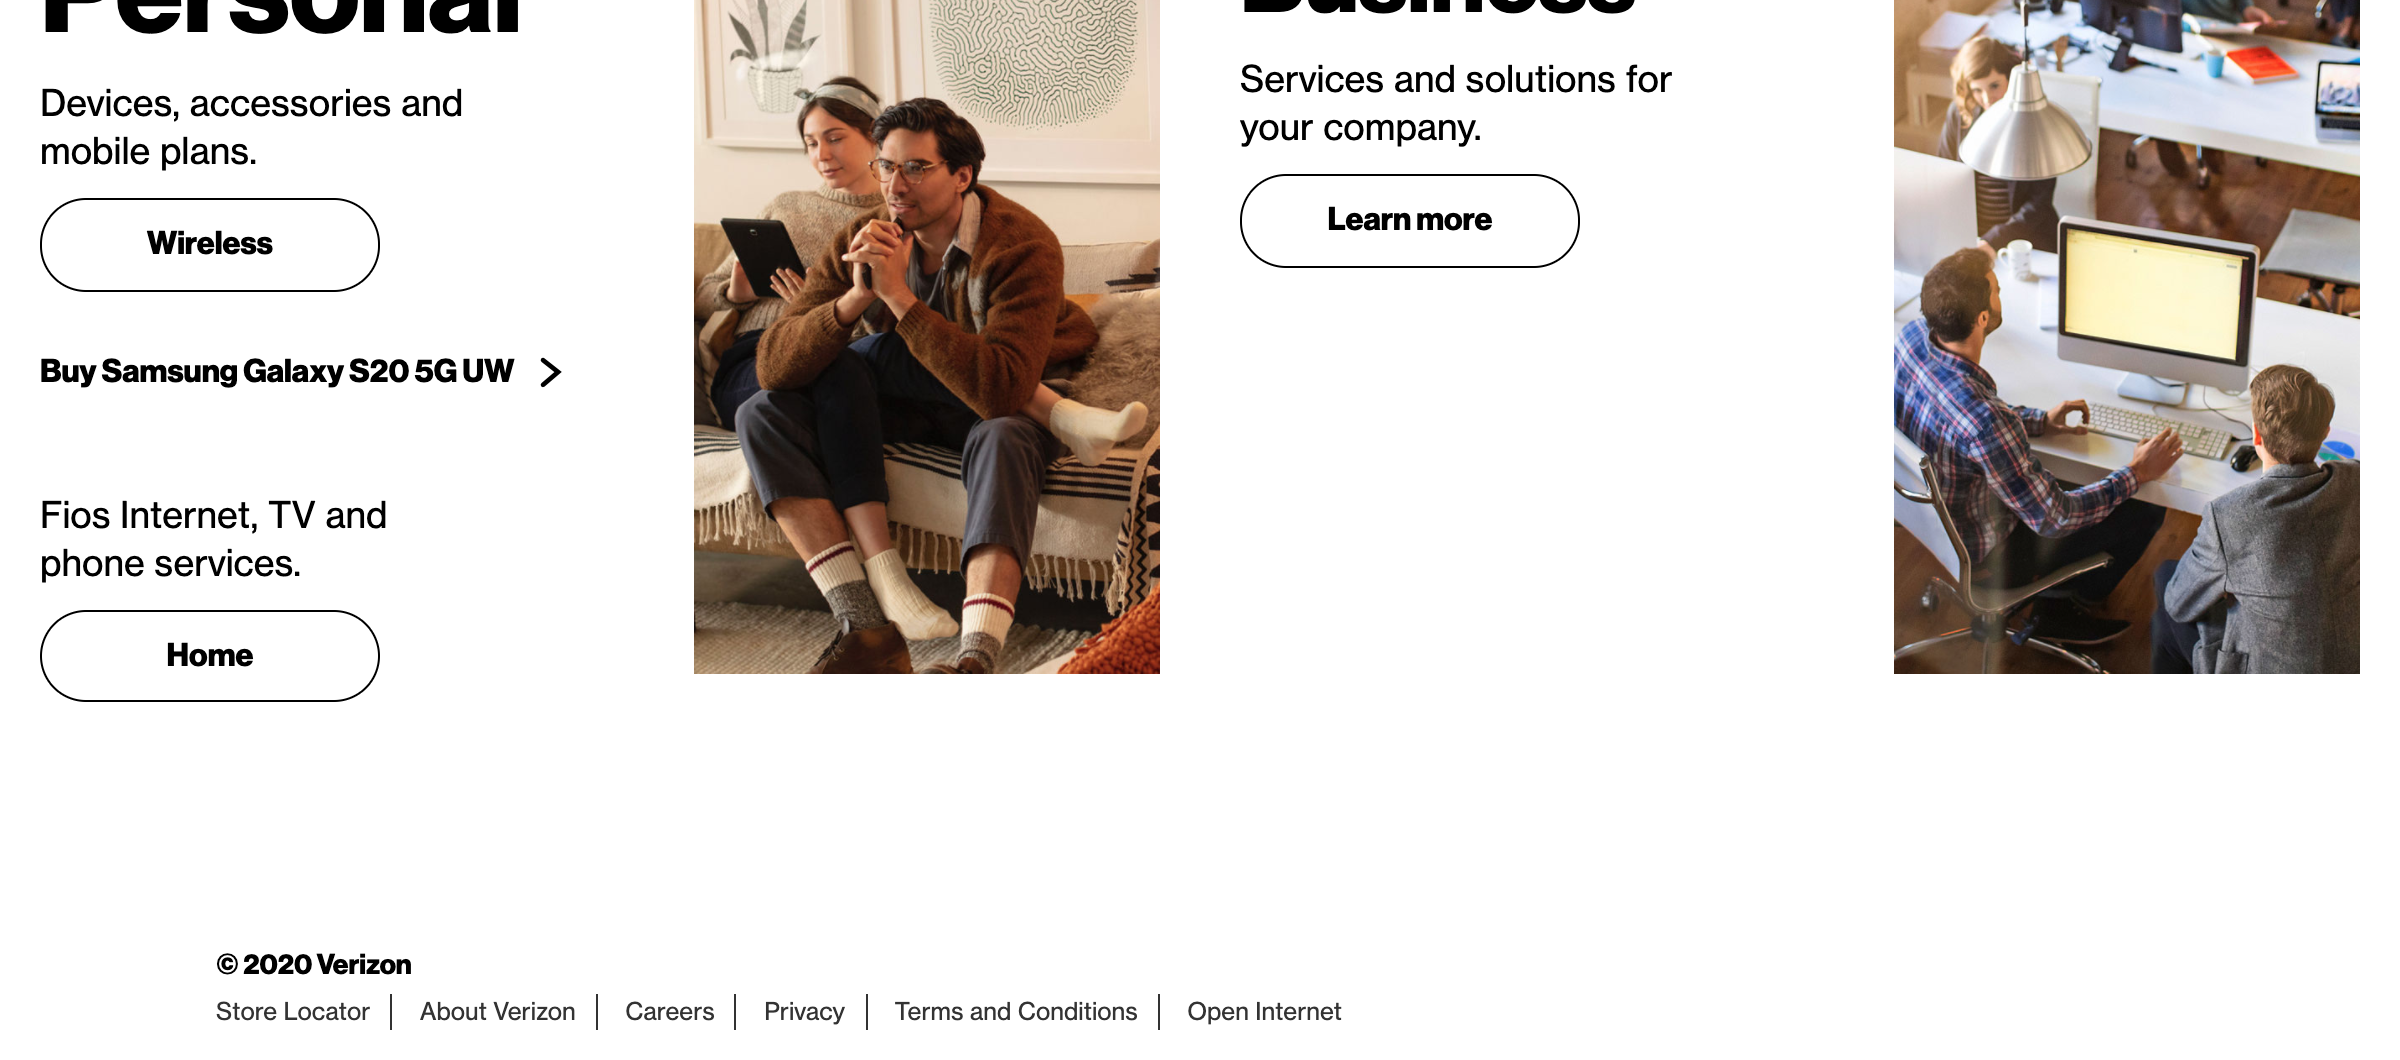 Personal
Devices, accessories and
mobile plans.
Wireless
Buy Samsung Galaxy S20 5G UW
Fios Internet, TV and
phone services.
Home
Business
Services and solutions for
your company.
Learn more
© 2020 Verizon
Store Locator
About Verizon
Careers
Privacy
Terms and Conditions
Open Internet